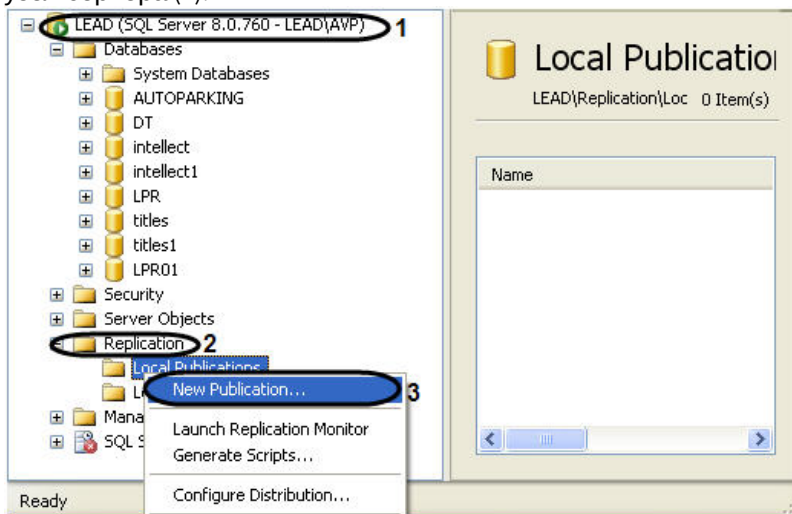 LEAD (SQL Server 8.0.760 - LEAD\AVP) 1
Databases
System Databases
AUTOPARKING
DT
intellect
intellect1
LPR
titles
titles1
LPR01
Security
Server Objects
Replication 2
Local Publications
L
New Publication... 3
Mana
SQL S
Launch Replication Monitor
Generate Scripts...
Configure Distribution...
Ready
Local Publicatio
LEAD\Replication\Loc 0 Item(s)
Name